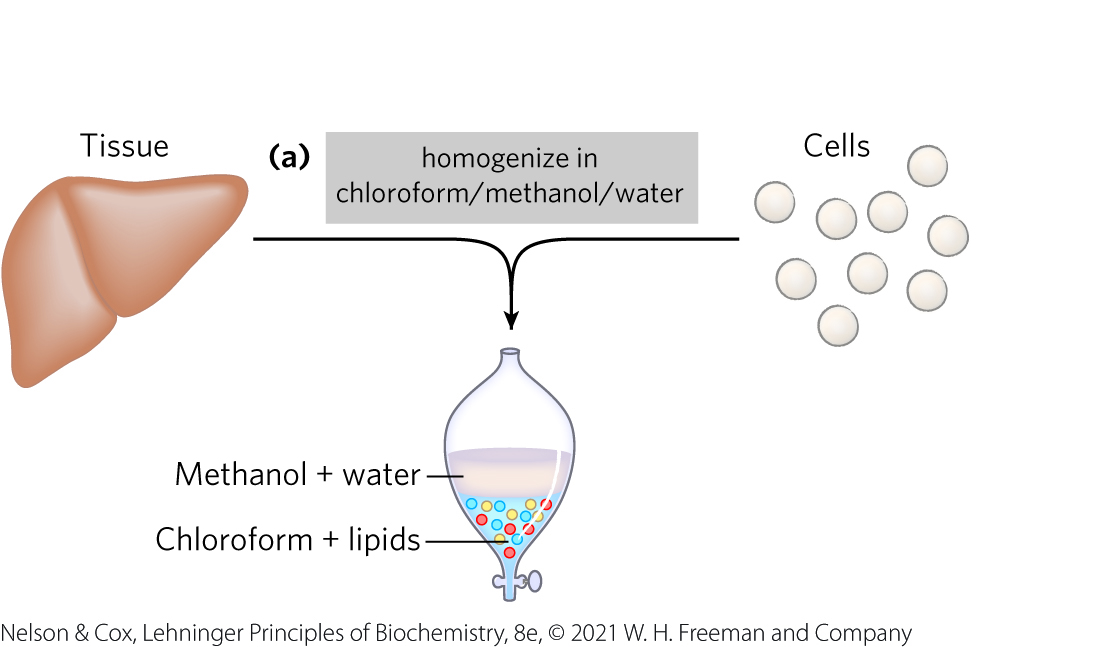 Tissue
(a)
homogenize in
chloroform/methanol/water
Cells
Methanol + water
Chloroform + lipids
Nelson & Cox, Lehninger Principles of Biochemistry, 8e, © 2021 W. H. Freeman and Company